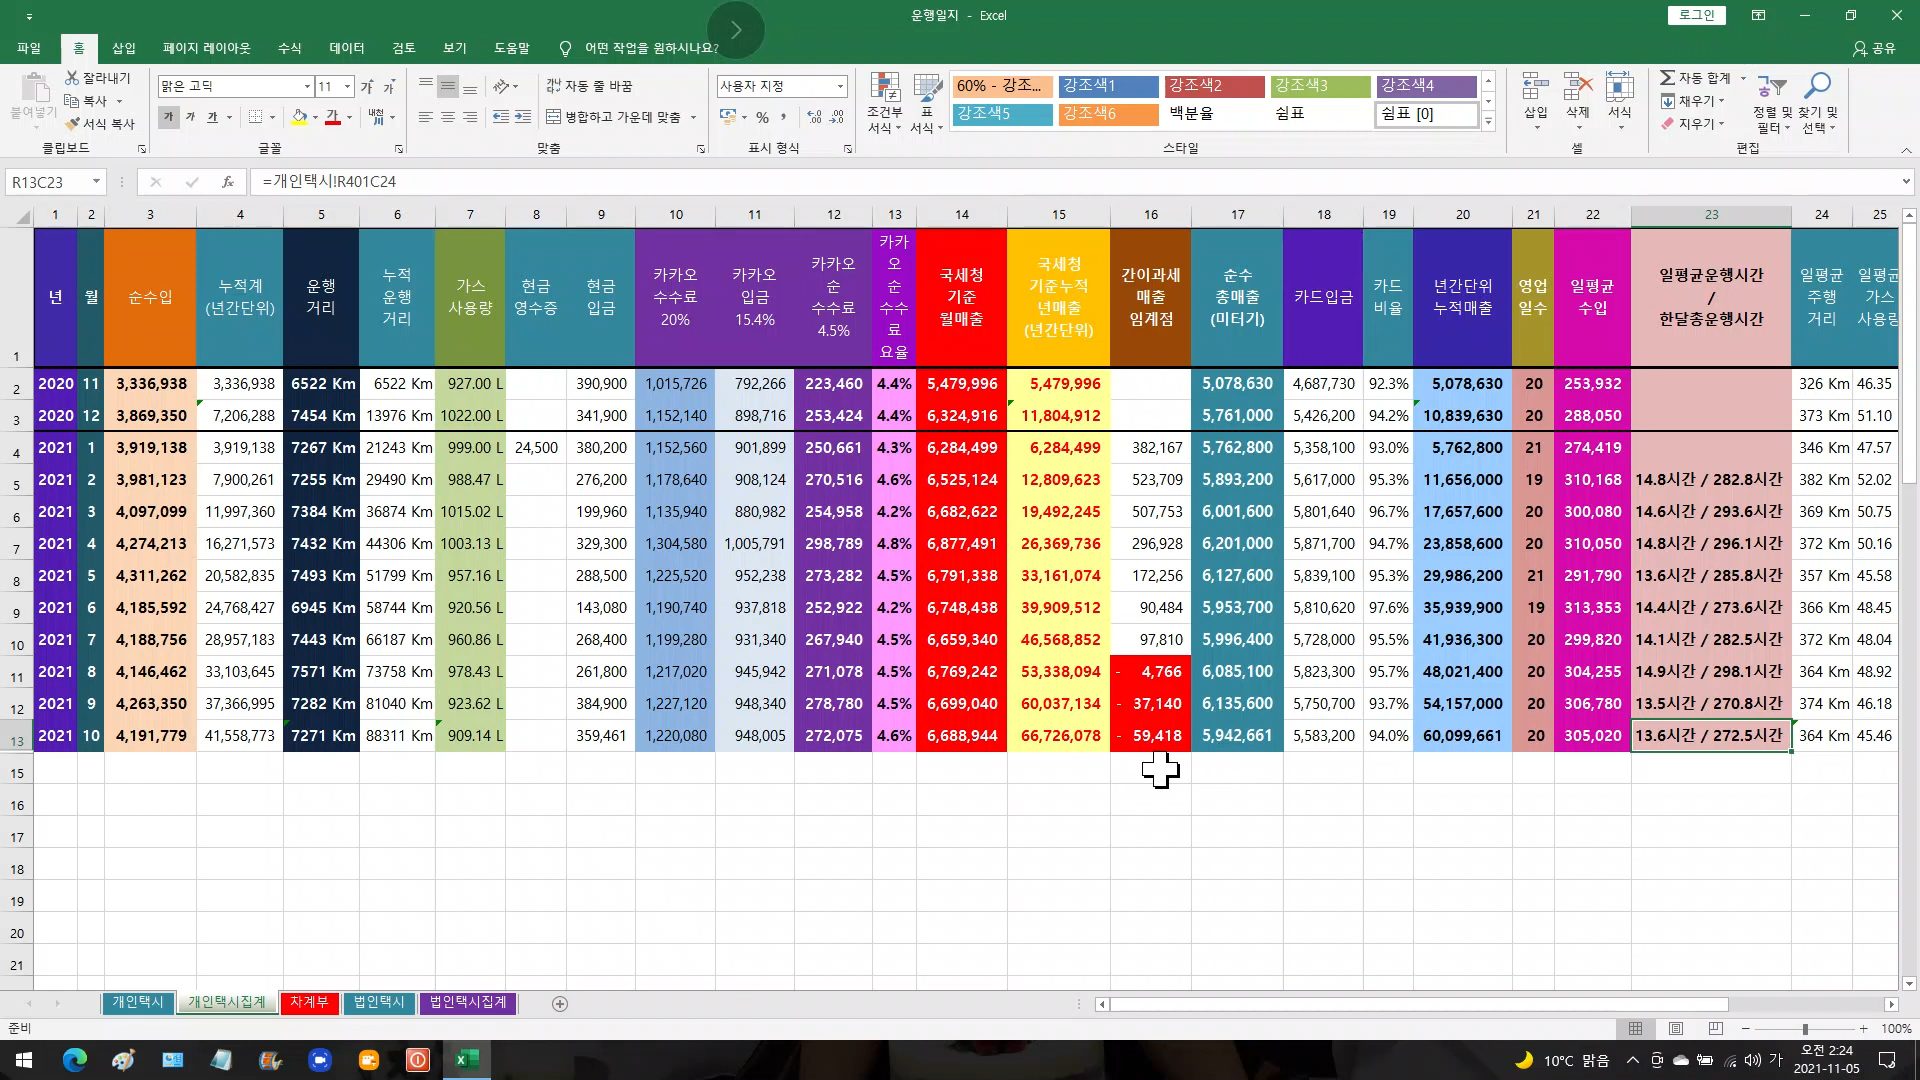 운행일지 - Excel
로그인
파일 홈 삽입 페이지 레이아웃 수식 데이터 검토 보기 도움말 어떤 작업을 원하시나요? 공유
붙여넣기
잘라내기
복사
서식 복사
클립보드
맑은 고딕 11
글꼴
자동 줄 바꿈
병합하고 가운데 맞춤
맞춤
사용자 지정
표시 형식
조건부 서식
표 서식
60% - 강조... 강조색1 강조색2 강조색3 강조색4
강조색5 강조색6 백분율 쉼표 쉼표 [0]
스타일
삽입 삭제 서식
셀
자동 합계
채우기
지우기
정렬 및 필터
찾기 및 선택
편집
R13C23 fx =개인택시!R401C24
1 2 3 4 5 6 7 8 9 10 11 12 13 14 15 16 17 18 19 20 21 22 23 24 25
1 년 월 순수입 누적계 (년간단위) 운행 거리 누적 운행 거리 가스 사용량 현금 영수증 현금 입금 카카오 수수료 20% 카카오 입금 15.4% 카카오 순 수수료 4.5% 카카오 순 수수료 요율 국세청 기준 월매출 국세청 기준누적 년매출 (년간단위) 간이과세 매출 임계점 순수 총매출 (미터기) 카드입금 카드 비율 년간단위 누적매출 영업 일수 일평균 수입 일평균운행시간 / 한달총운행시간 일평균 주행 거리 일평균 가스 사용량
2 2020 11 3,336,938 3,336,938 6522 Km 6522 Km 927.00 L 390,900 1,015,726 792,266 223,460 4.4% 5,479,996 5,479,996 5,078,630 4,687,730 92.3% 5,078,630 20 253,932 326 Km 46.35
3 2020 12 3,869,350 7,206,288 7454 Km 13976 Km 1022.00 L 341,900 1,152,140 898,716 253,424 4.4% 6,324,916 11,804,912 5,761,000 5,426,200 94.2% 10,839,630 20 288,050 373 Km 51.10
4 2021 1 3,919,138 3,919,138 7267 Km 21243 Km 999.00 L 24,500 380,200 1,152,560 901,899 250,661 4.3% 6,284,499 6,284,499 382,167 5,762,800 5,358,100 93.0% 5,762,800 21 274,419 346 Km 47.57
5 2021 2 3,981,123 7,900,261 7255 Km 29490 Km 988.47 L 276,200 1,178,640 908,124 270,516 4.6% 6,525,124 12,809,623 523,709 5,893,200 5,617,000 95.3% 11,656,000 19 310,168 14.8시간 / 282.8시간 382 Km 52.02
6 2021 3 4,097,099 11,997,360 7384 Km 36874 Km 1015.02 L 199,960 1,135,940 880,982 254,958 4.2% 6,682,622 19,492,245 507,753 6,001,600 5,801,640 96.7% 17,657,600 20 300,080 14.6시간 / 293.6시간 369 Km 50.75
7 2021 4 4,274,213 16,271,573 7432 Km 44306 Km 1003.13 L 329,300 1,304,580 1,005,791 298,789 4.8% 6,877,491 26,369,736 296,928 6,201,000 5,871,700 94.7% 23,858,600 20 310,050 14.8시간 / 296.1시간 372 Km 50.16
8 2021 5 4,311,262 20,582,835 7493 Km 51799 Km 957.16 L 288,500 1,225,520 952,238 273,282 4.5% 6,791,338 33,161,074 172,256 6,127,600 5,839,100 95.3% 29,986,200 21 291,790 13.6시간 / 285.8시간 357 Km 45.58
9 2021 6 4,185,592 24,768,427 6945 Km 58744 Km 920.56 L 143,080 1,190,740 937,818 252,922 4.2% 6,748,438 39,909,512 90,484 5,953,700 5,810,620 97.6% 35,939,900 19 313,353 14.4시간 / 273.6시간 366 Km 48.45
10 2021 7 4,188,756 28,957,183 7443 Km 66187 Km 960.86 L 268,400 1,199,280 931,340 267,940 4.5% 6,659,340 46,568,852 97,810 5,996,400 5,728,000 95.5% 41,936,300 20 299,820 14.1시간 / 282.5시간 372 Km 48.04
11 2021 8 4,146,462 33,103,645 7571 Km 73758 Km 978.43 L 261,800 1,217,020 945,942 271,078 4.5% 6,769,242 53,338,094 - 4,766 6,085,100 5,823,300 95.7% 48,021,400 20 304,255 14.9시간 / 298.1시간 364 Km 48.92
12 2021 9 4,263,350 37,366,995 7282 Km 81040 Km 923.62 L 384,900 1,227,120 948,340 278,780 4.5% 6,699,040 60,037,134 - 37,140 6,135,600 5,750,700 93.7% 54,157,000 20 306,780 13.5시간 / 270.8시간 374 Km 46.18
13 2021 10 4,191,779 41,558,773 7271 Km 88311 Km 909.14 L 359,461 1,220,080 948,005 272,075 4.6% 6,688,944 66,726,078 - 59,418 5,942,661 5,583,200 94.0% 60,099,661 20 305,020 13.6시간 / 272.5시간 364 Km 45.46
15
16
17
18
19
20
21
개인택시 개인택시집계 차계부 법인택시 법인택시집계
준비 100%
10°C 맑음 가 오전 2:24
2021-11-05